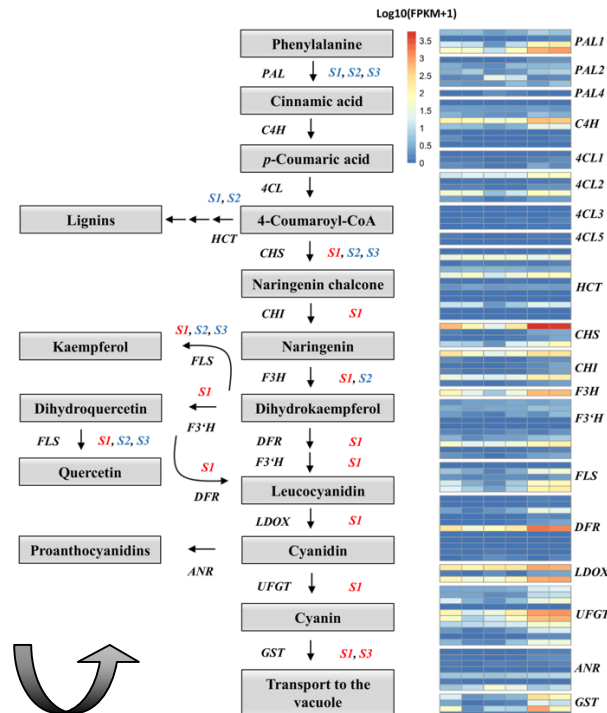 Log10(FPKM+1)
Phenylalanine
PAL
S1, S2, S3
Cinnamic acid
C4H
p-Coumaric acid
4CL
S1, S2
Lignins
HCT
4-Coumaroyl-CoA
CHS
S1, S2, S3
Naringenin chalcone
CHI
S1
S1, S2, S3
Kaempferol
FLS
Naringenin
F3H
S1, S2
S1
Dihydroquercetin
F3‘H
Dihydrokaempferol
FLS
S1, S2, S3
DFR
S1
F3‘H
S1
Quercetin
S1
DFR
Leucocyanidin
LDOX
S1
Proanthocyanidins
ANR
Cyanidin
UFGT
S1
Cyanin
GST
S1, S3
Transport to the
vacuole
3.5
3
2.5
2
1.5
1
0.5
0
PAL1
PAL2
PAL4
C4H
4CL1
4CL2
4CL3
4CL5
HCT
CHS
CHI
F3H
F3‘H
FLS
DFR
LDOX
UFGT
ANR
GST